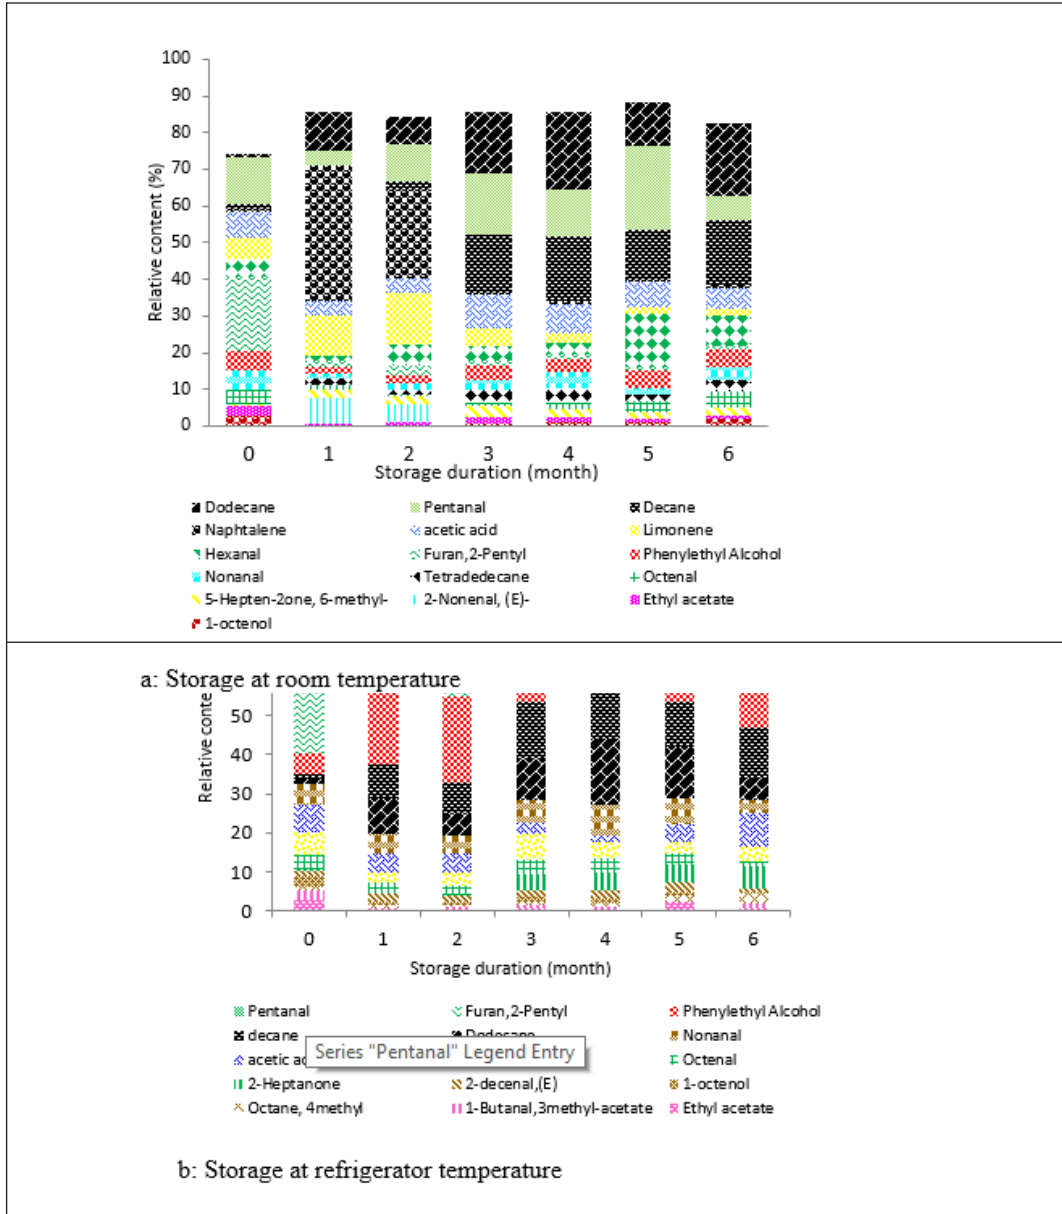 100
90
80
70
60
50
40
30
20
10
0
Relative content (%)
0 1 2 3 4 5 6
Storage duration (month)
Dodecane Pentanal Decane
Naphtalene acetic acid Limonene
Hexanal Furan,2-Pentyl Phenylethyl Alcohol
Nonanal Tetradedecane Octenal
5-Hepten-2one, 6-methyl- 2-Nonenal, (E)- Ethyl acetate
1-octenol
a: Storage at room temperature
50
40
30
20
10
0
Relative conte
0 1 2 3 4 5 6
Storage duration (month)
Pentanal Furan,2-Pentyl Phenylethyl Alcohol
decane Nonanal
Series "Pentanal" Legend Entry
acetic Octenal
2-Heptanone 2-decenal,(E) 1-octenol
Octane, 4methyl 1-Butanal,3methyl-acetate Ethyl acetate
b: Storage at refrigerator temperature